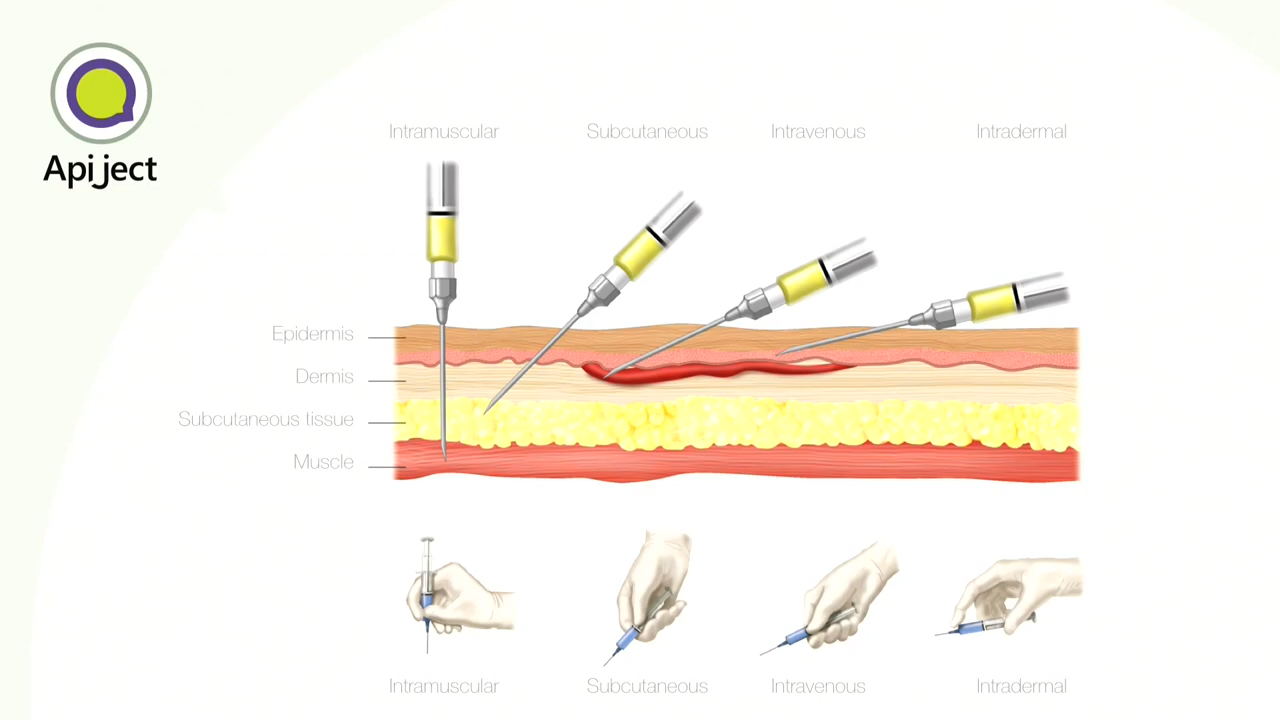 Apiject
Intramuscular
Subcutaneous
Intravenous
Intradermal
Epidermis
Dermis
Subcutaneous tissue
Muscle
Intramuscular
Subcutaneous
Intravenous
Intradermal